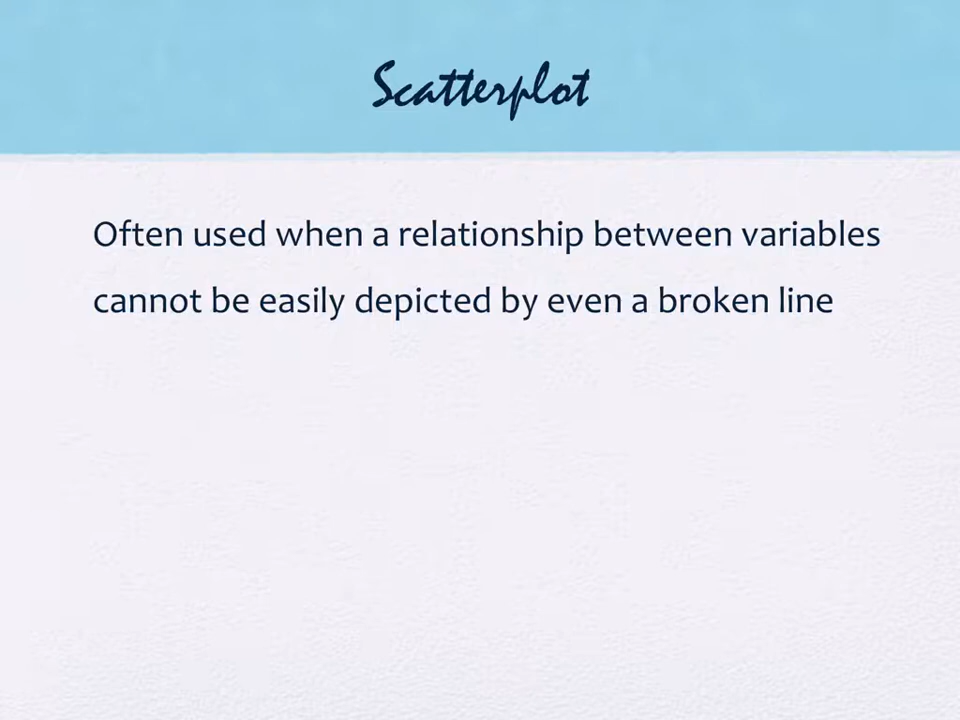 Scatterplot
Often used when a relationship between variables
cannot be easily depicted by even a broken line